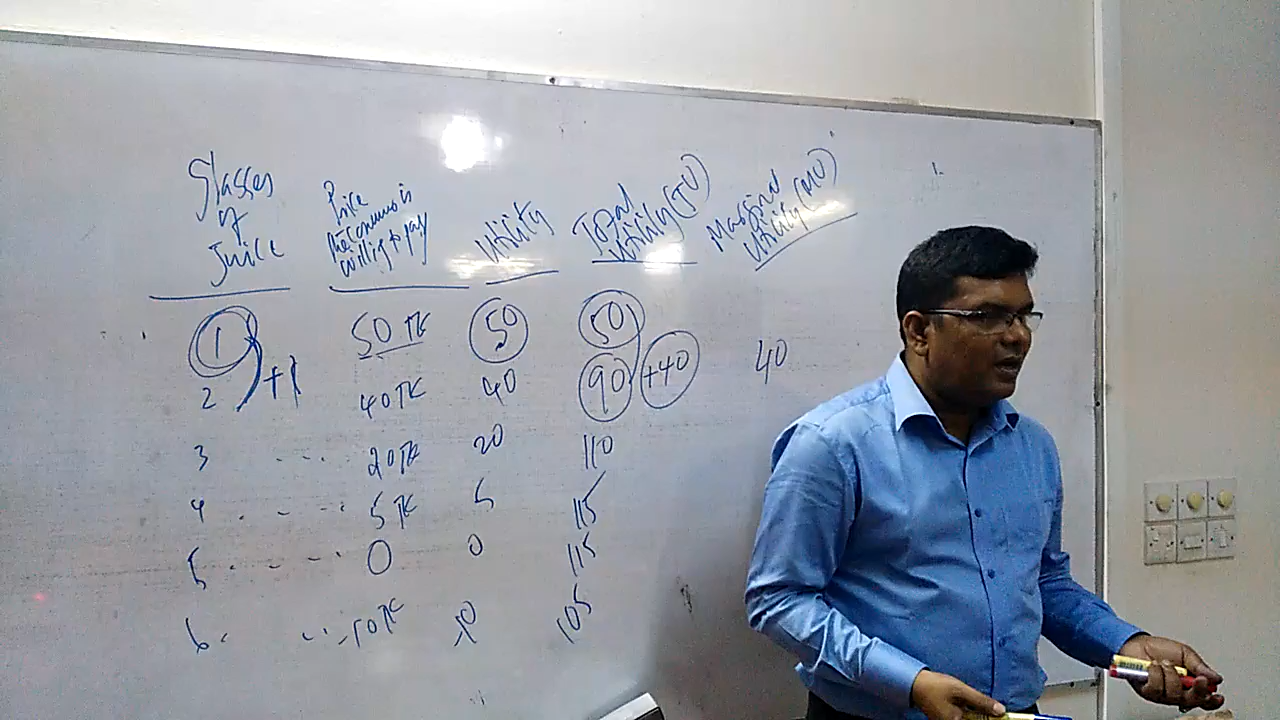 Glasses of Juice
Price the consumer is willing to pay
Utility
Total Utility (TU)
Marginal Utility (MU)
1 50 TK 50 50
+1 +40
2 40 TK 40 90 40
3 .... 20 TK 20 110
4 ..... 5 TK 5 115
5 ..... 0 0 115
6 ... -10 TK -10 105